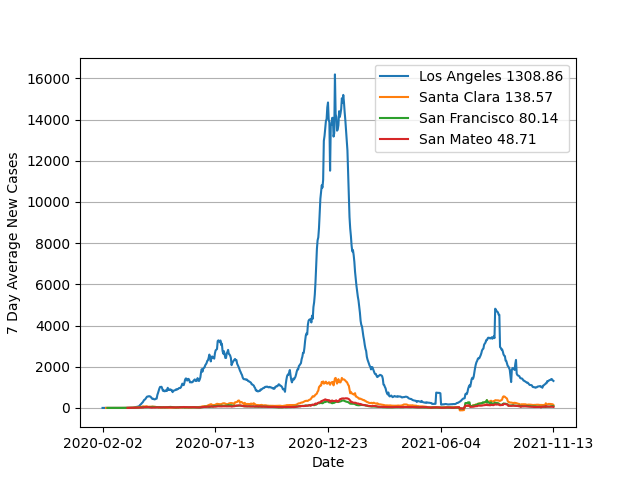 16000
14000
12000
10000
8000
6000
4000
2000
0
7 Day Average New Cases
Los Angeles 1308.86
Santa Clara 138.57
San Francisco 80.14
San Mateo 48.71
2020-02-02 2020-07-13 2020-12-23 2021-06-04 2021-11-13
Date